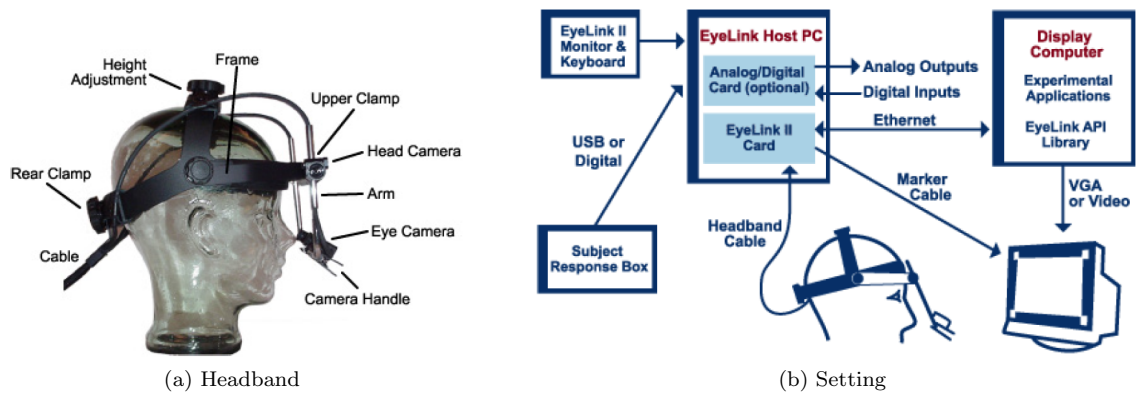 Height
Adjustment
Frame
Upper Clamp
Head Camera
Rear Clamp
Arm
Eye Camera
Cable
Camera Handle
(a) Headband
EyeLink II
Monitor &
Keyboard
EyeLink Host PC
Analog/Digital
Card (optional)
EyeLink II
Card
Analog Outputs
Digital Inputs
Ethernet
Display
Computer
Experimental
Applications
EyeLink API
Library
USB or
Digital
Marker
Cable
VGA
or Video
Headband
Cable
Subject
Response Box
(b) Setting